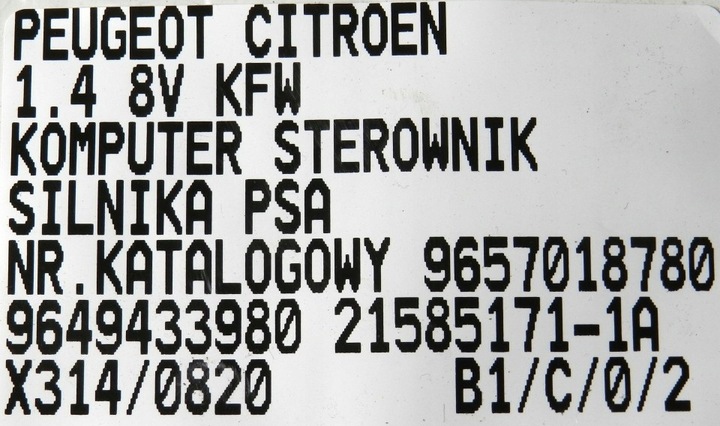 PEUGEOT CITROEN
1.4 8V KFW
KOMPUTER STEROWNIK
SILNIKA PSA
NR.KATALOGOWY 9657018780
9649433980 21585171-1A
X314/0820 B1/C/0/2